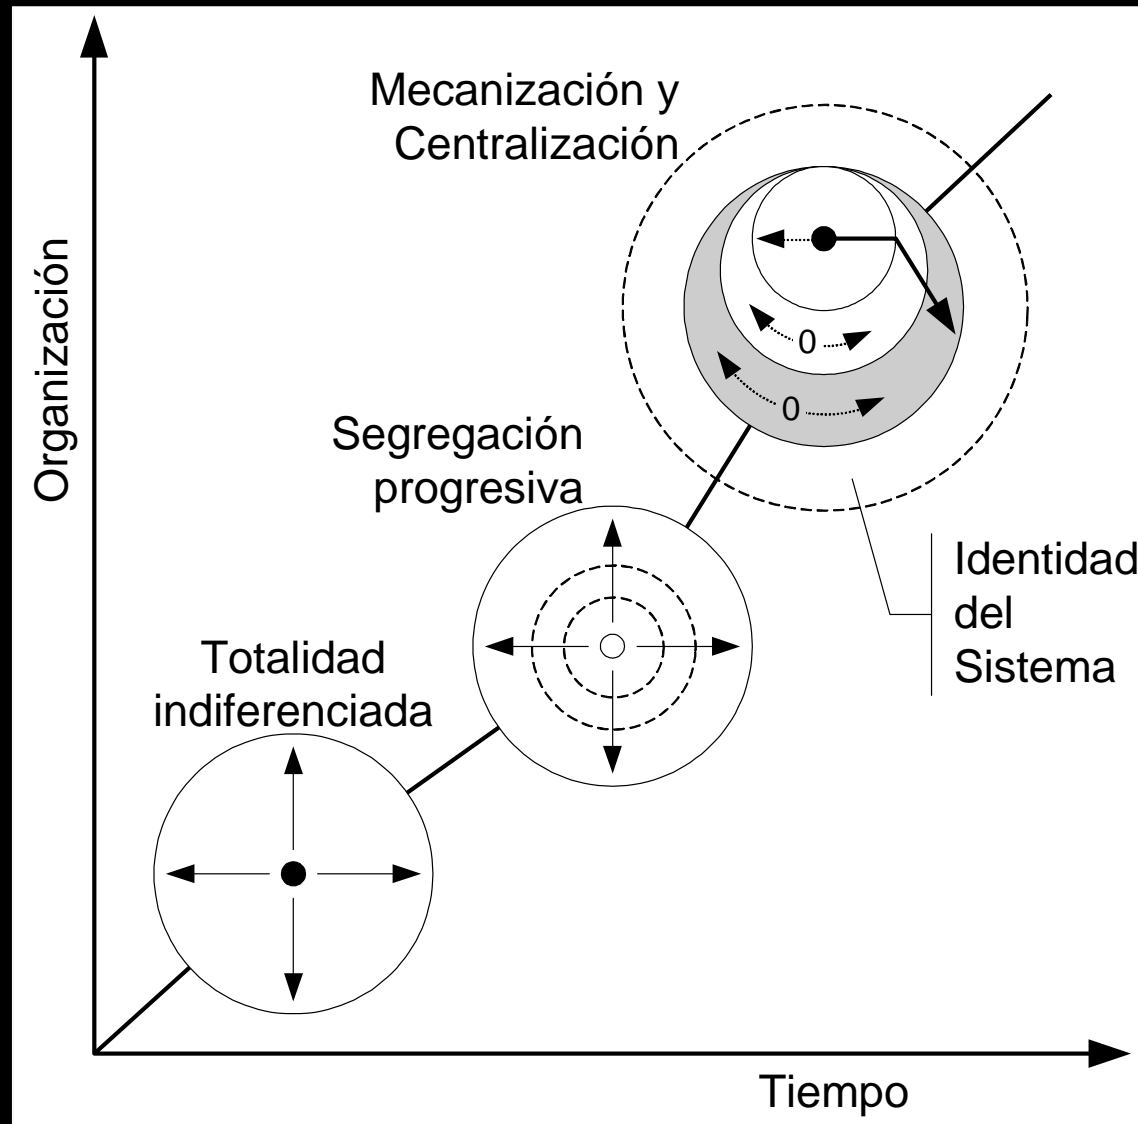 Mecanización y
Centralización
Organización
0
0
Segregación
progresiva
Identidad
del
Sistema
Totalidad
indiferenciada
Tiempo